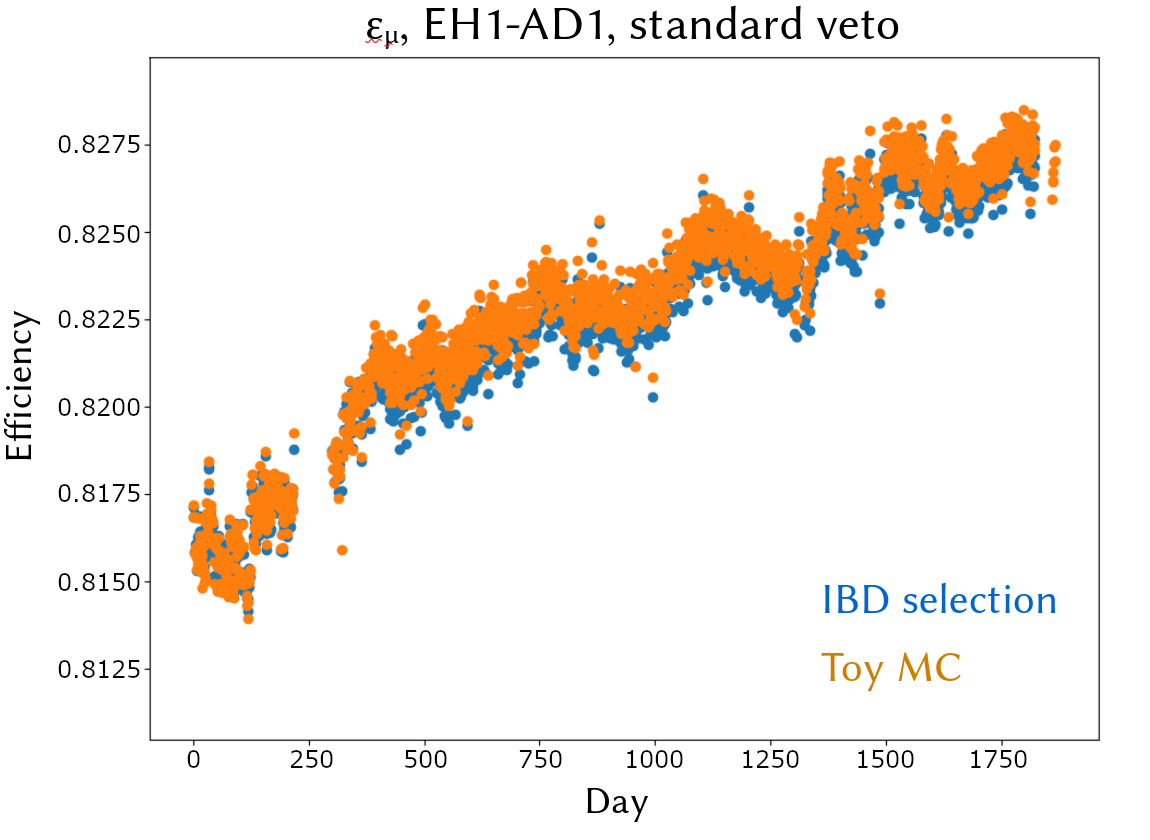 εμ, EH1-AD1, standard veto
0.8275
0.8250
0.8225
0.8200
0.8175
0.8150
0.8125
Efficiency
IBD selection
Toy MC
0 250 500 750 1000 1250 1500 1750
Day